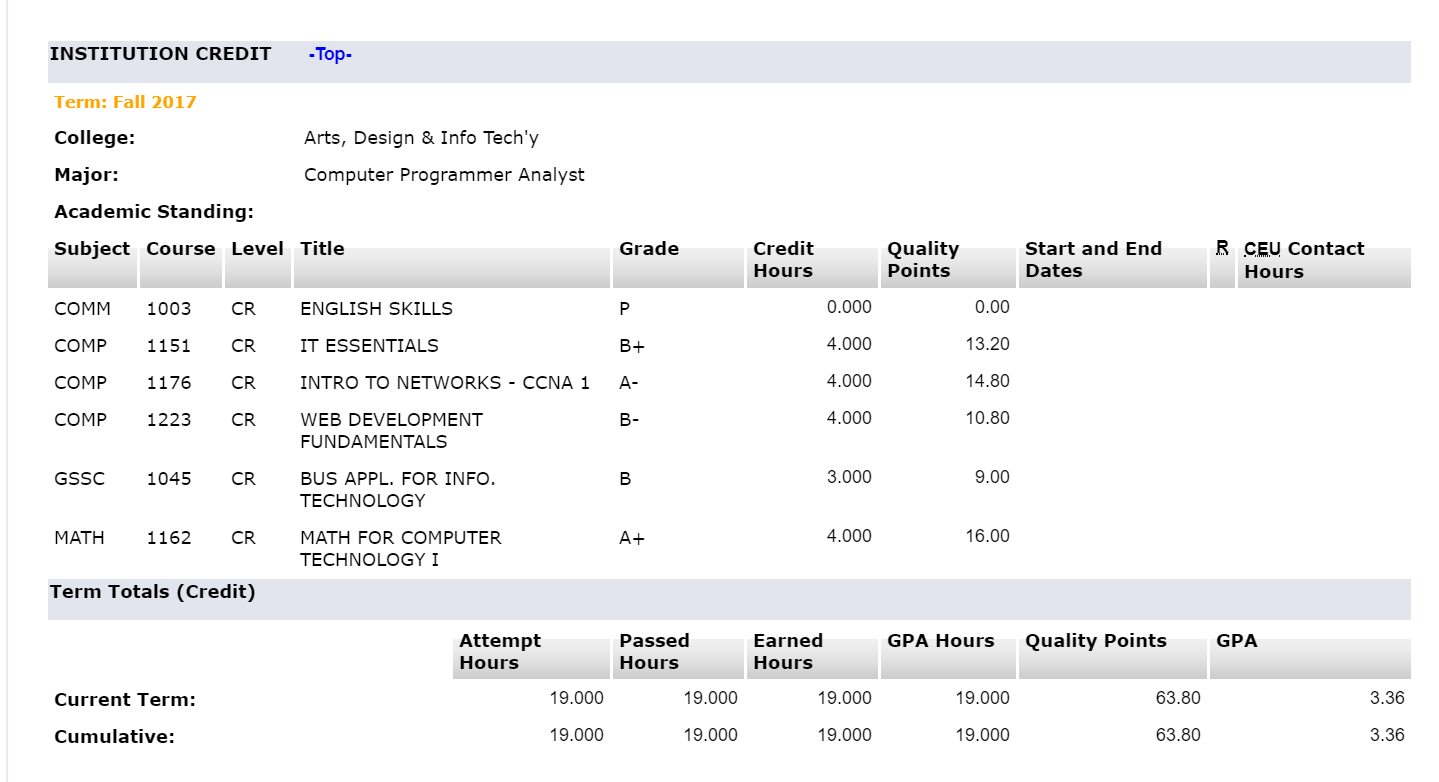 INSTITUTION CREDIT -Top-
Term: Fall 2017
College: Arts, Design & Info Tech'y
Major: Computer Programmer Analyst
Academic Standing:
Subject Course Level Title Grade Credit Hours Quality Points Start and End Dates R CEU Contact Hours
COMM 1003 CR ENGLISH SKILLS P 0.000 0.00
COMP 1151 CR IT ESSENTIALS B+ 4.000 13.20
COMP 1176 CR INTRO TO NETWORKS - CCNA 1 A- 4.000 14.80
COMP 1223 CR WEB DEVELOPMENT B- 4.000 10.80
FUNDAMENTALS
GSSC 1045 CR BUS APPL. FOR INFO. B 3.000 9.00
TECHNOLOGY
MATH 1162 CR MATH FOR COMPUTER A+ 4.000 16.00
TECHNOLOGY I
Term Totals (Credit)
Attempt Hours Passed Hours Earned Hours GPA Hours Quality Points GPA
Current Term: 19.000 19.000 19.000 19.000 63.80 3.36
Cumulative: 19.000 19.000 19.000 19.000 63.80 3.36